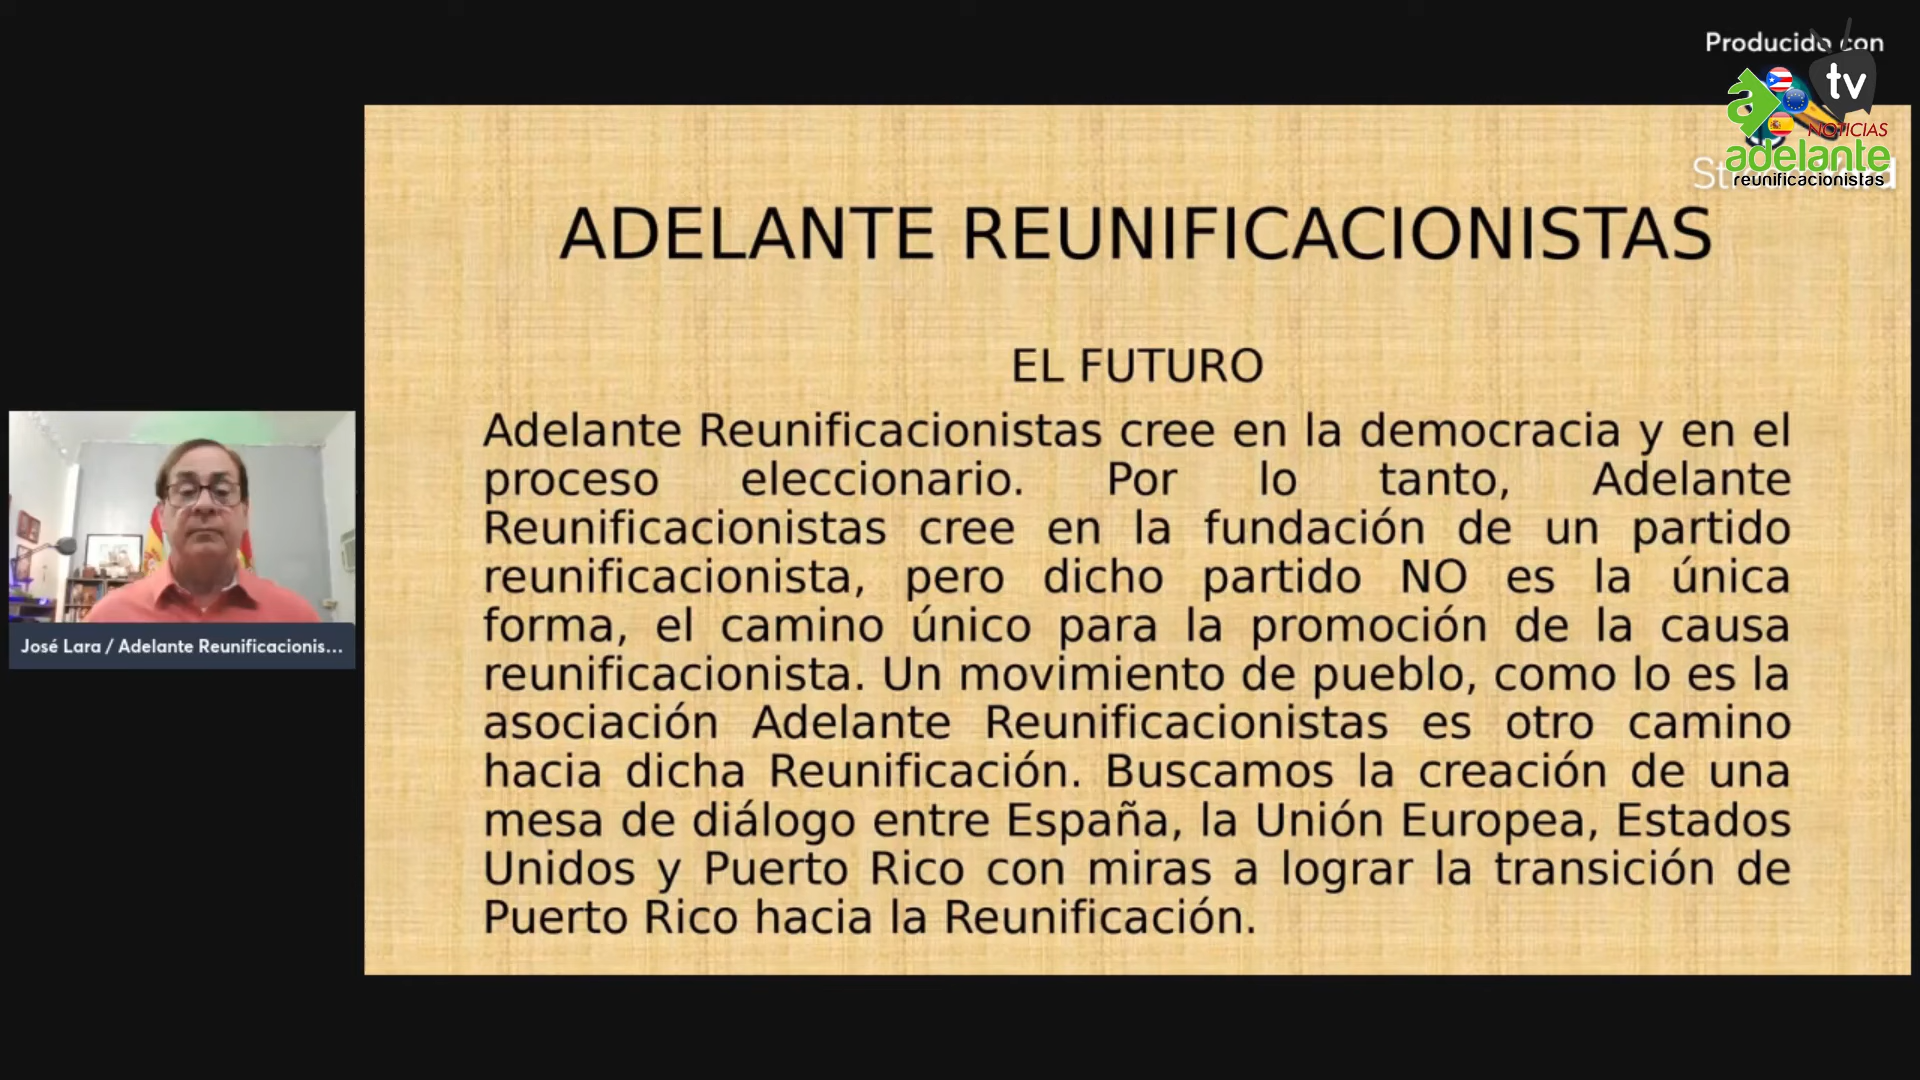 Producido con
tv
NOTICIAS
adelante
reunificacionistas
ADELANTE REUNIFICACIONISTAS
EL FUTURO
Adelante Reunificacionistas cree en la democracia y en el
proceso eleccionario. Por lo tanto, Adelante
Reunificacionistas cree en la fundación de un partido
reunificacionista, pero dicho partido NO es la única
forma, el camino único para la promoción de la causa
reunificacionista. Un movimiento de pueblo, como lo es la
asociación Adelante Reunificacionistas es otro camino
hacia dicha Reunificación. Buscamos la creación de una
mesa de diálogo entre España, la Unión Europea, Estados
Unidos y Puerto Rico con miras a lograr la transición de
Puerto Rico hacia la Reunificación.
José Lara / Adelante Reunificacionis...